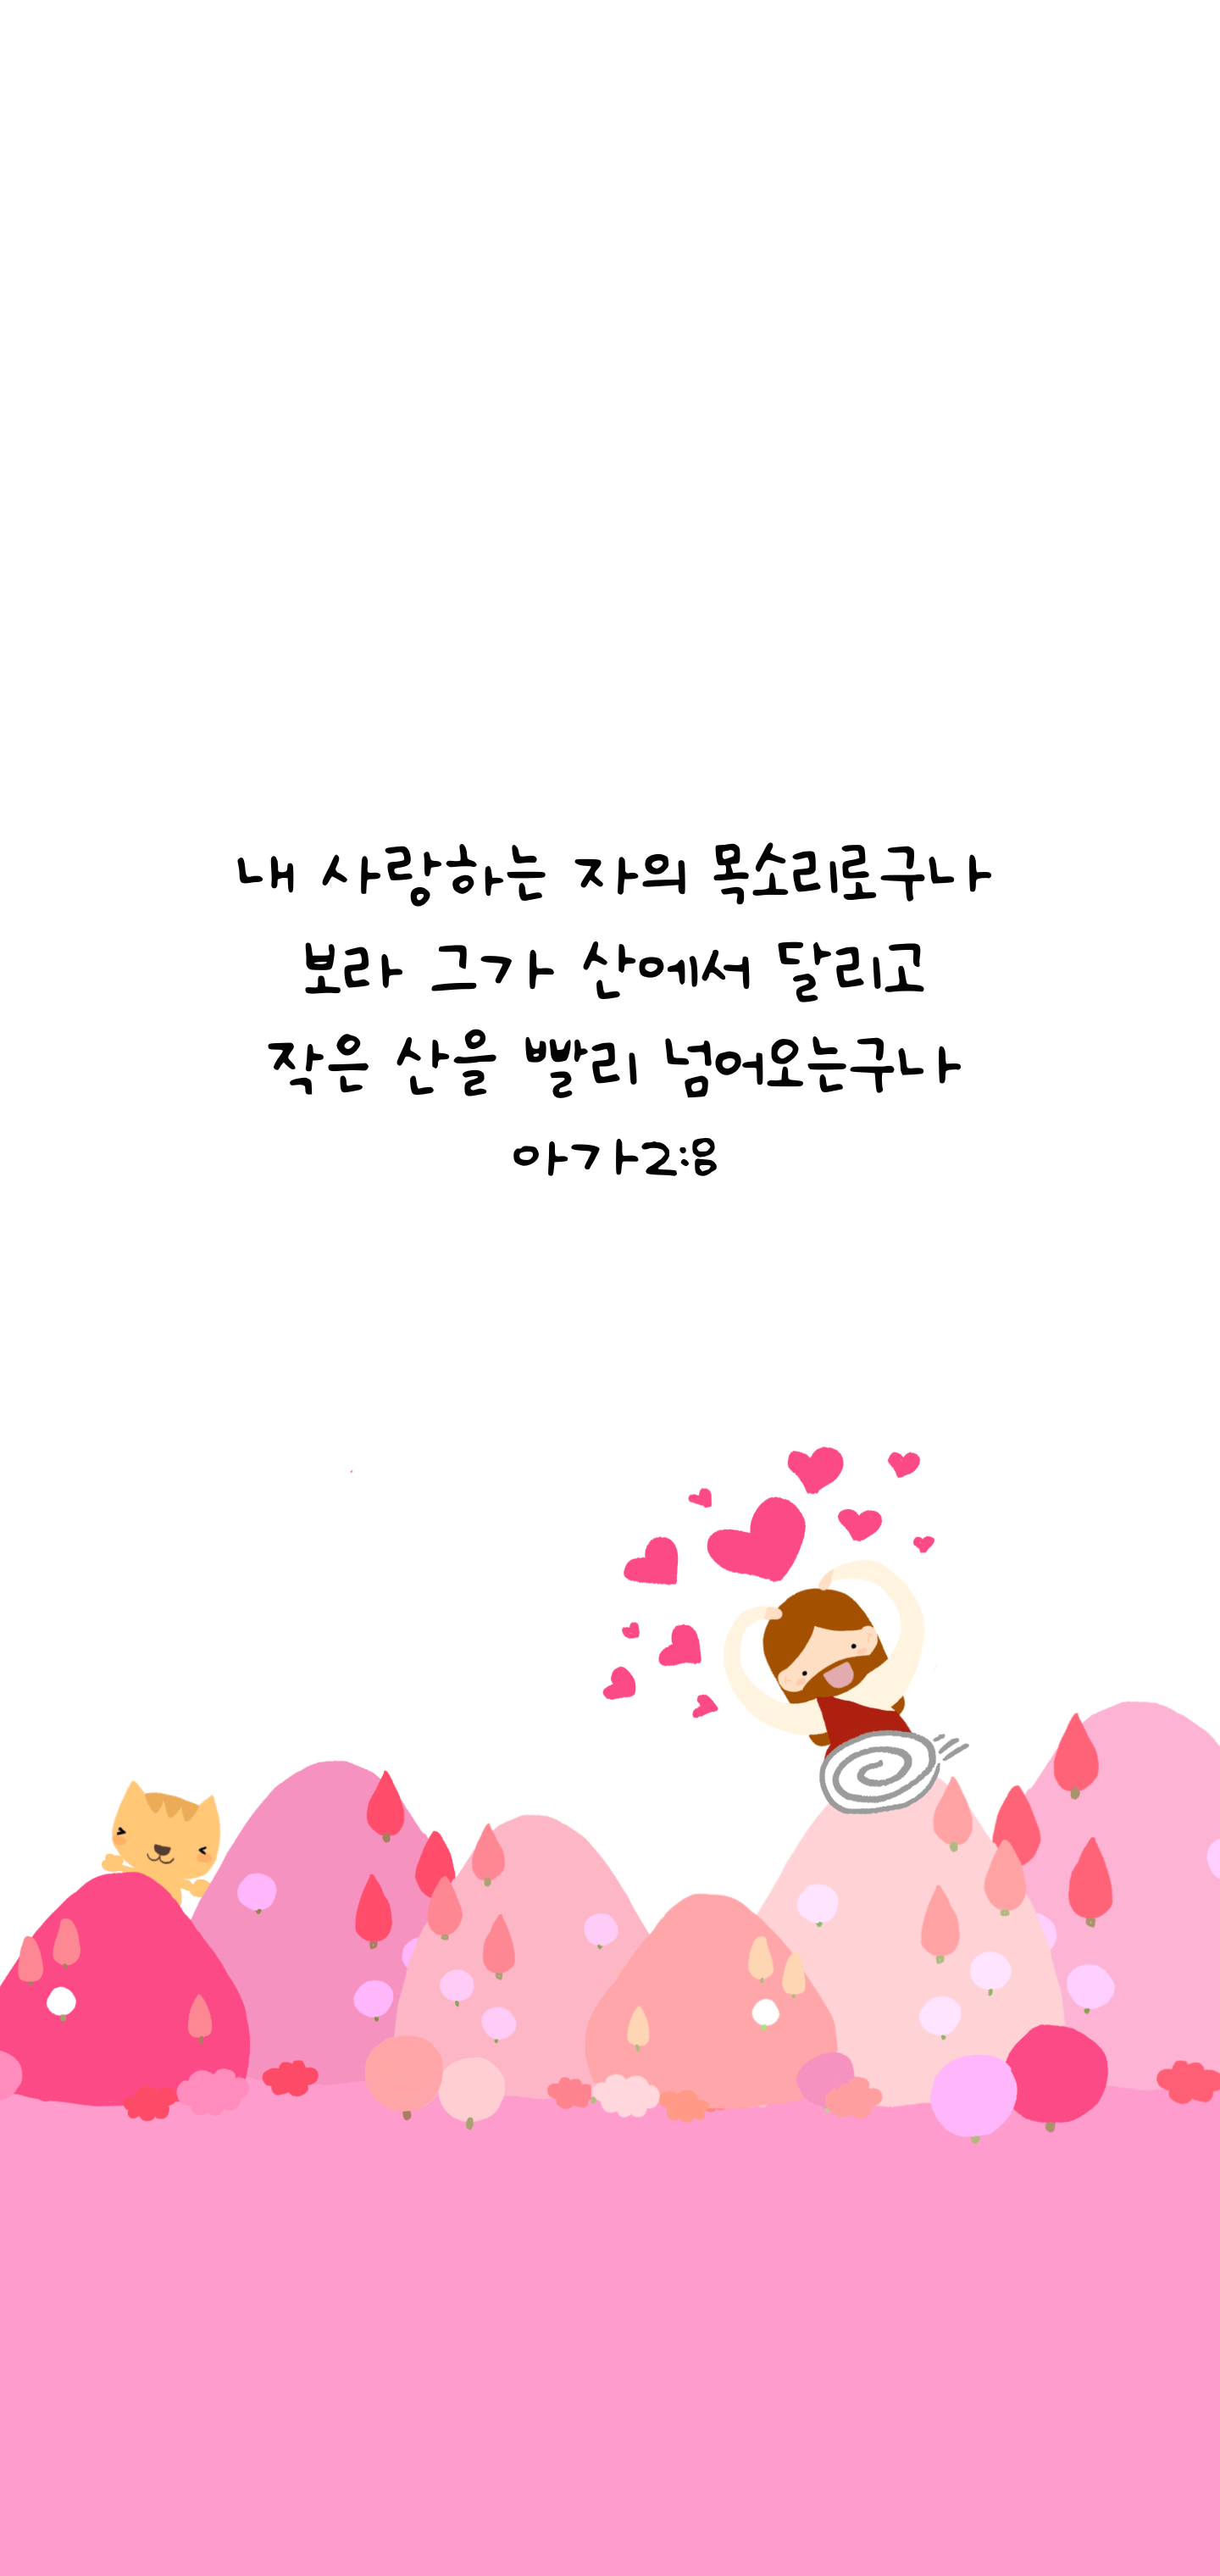 내 사랑하는 자의 목소리로구나
보라 그가 산에서 달리고
작은 산을 빨리 넘어오는구나
아가2:8